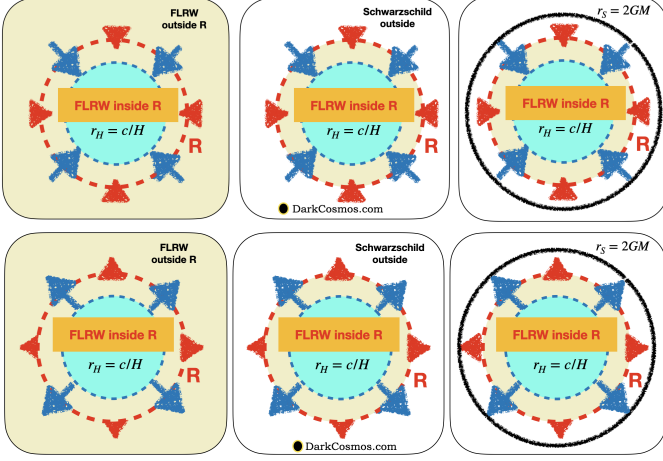 FLRW
outside R
FLRW inside R
r_H = c/H
R
Schwarzschild
outside
FLRW inside R
r_H = c/H
R
DarkCosmos.com
r_S = 2GM
FLRW inside R
r_H = c/H
R
FLRW
outside R
FLRW inside R
r_H = c/H
R
Schwarzschild
outside
FLRW inside R
r_H = c/H
R
DarkCosmos.com
r_S = 2GM
FLRW inside R
r_H = c/H
R